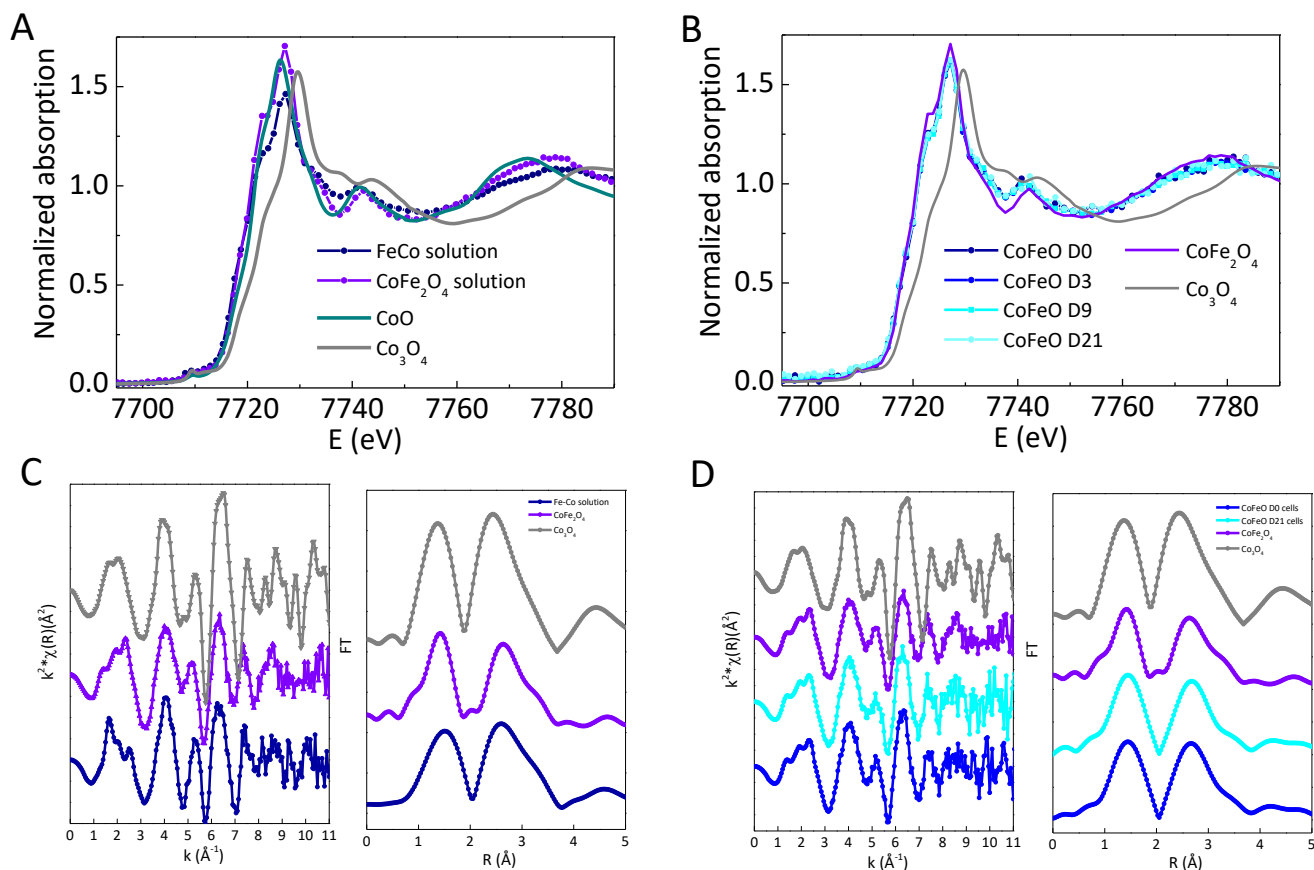 A
Normalized absorption
1.5
1.0
0.5
0.0
FeCo solution
CoFe₂O₄ solution
CoO
Co₃O₄
7700 7720 7740 7760 7780
E (eV)
B
Normalized absorption
1.5
1.0
0.5
0.0
CoFeO D0
CoFeO D3
CoFeO D9
CoFeO D21
CoFe₂O₄
Co₃O₄
7700 7720 7740 7760 7780
E (eV)
C
k²*χ(R)(Å²)
0 1 2 3 4 5 6 7 8 9 10 11
k (Å⁻¹)
FT
Fe-Co solution
CoFe₂O₄
Co₃O₄
0 1 2 3 4 5
R (Å)
D
k²*χ(R)(Å²)
0 1 2 3 4 5 6 7 8 9 10 11
k (Å⁻¹)
FT
CoFeO D0 cells
CoFeO D21 cells
CoFe₂O₄
Co₃O₄
0 1 2 3 4 5
R (Å)